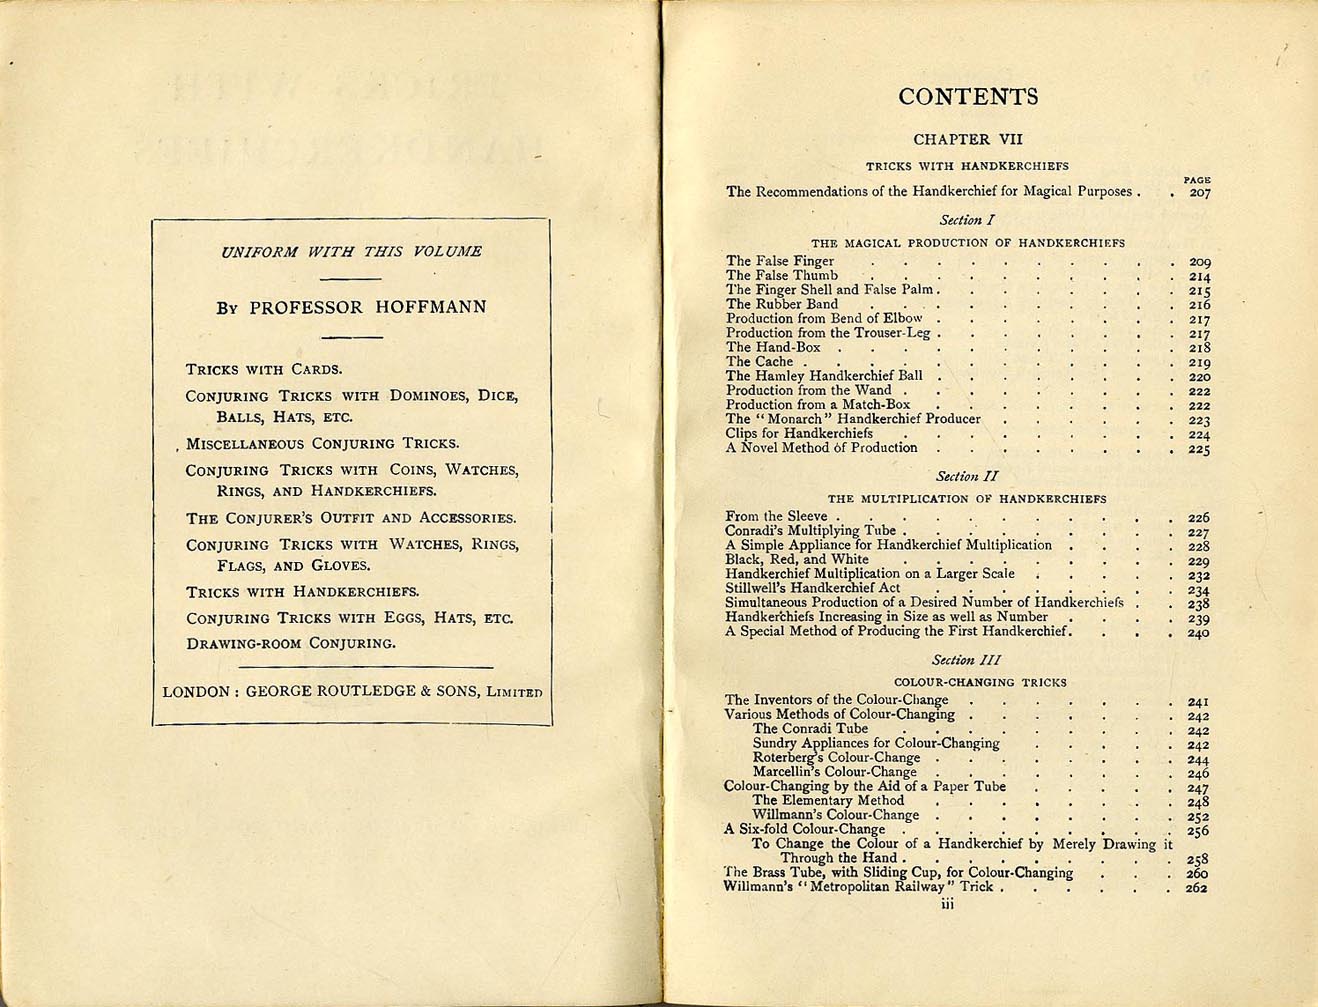 UNIFORM WITH THIS VOLUME
By PROFESSOR HOFFMANN
Tricks with Cards.
Conjuring Tricks with Dominoes, Dice,
Balls, Hats, etc.
Miscellaneous Conjuring Tricks.
Conjuring Tricks with Coins, Watches,
Rings, and Handkerchiefs.
The Conjurer's Outfit and Accessories.
Conjuring Tricks with Watches, Rings,
Flags, and Gloves.
Tricks with Handkerchiefs.
Conjuring Tricks with Eggs, Hats, etc.
Drawing-room Conjuring.
LONDON: GEORGE ROUTLEDGE & SONS, Limited
CONTENTS
CHAPTER VII
TRICKS WITH HANDKERCHIEFS
PAGE
The Recommendations of the Handkerchief for Magical Purposes . . 207
Section I
THE MAGICAL PRODUCTION OF HANDKERCHIEFS
The False Finger . . . . . . . . . . 209
The False Thumb . . . . . . . . . . 214
The Finger Shell and False Palm . . . . . . . . 215
The Rubber Band . . . . . . . . . . 216
Production from Bend of Elbow . . . . . . . . 217
Production from the Trouser-Leg . . . . . . . . 217
The Hand-Box . . . . . . . . . . . 218
The Cache . . . . . . . . . . . . 219
The Hamley Handkerchief Ball . . . . . . . . 220
Production from the Wand . . . . . . . . . 222
Production from a Match-Box . . . . . . . . 222
The "Monarch" Handkerchief Producer . . . . . . 223
Clips for Handkerchiefs . . . . . . . . . 224
A Novel Method of Production . . . . . . . . 225
Section II
THE MULTIPLICATION OF HANDKERCHIEFS
From the Sleeve . . . . . . . . . . . 226
Conradi's Multiplying Tube . . . . . . . . . 227
A Simple Appliance for Handkerchief Multiplication . . . . 228
Black, Red, and White . . . . . . . . . 229
Handkerchief Multiplication on a Larger Scale . . . . . 232
Stillwell's Handkerchief Act . . . . . . . . 234
Simultaneous Production of a Desired Number of Handkerchiefs . . 238
Handkerchiefs Increasing in Size as well as Number . . . . 239
A Special Method of Producing the First Handkerchief . . . . 240
Section III
COLOUR-CHANGING TRICKS
The Inventors of the Colour-Change . . . . . . . 241
Various Methods of Colour-Changing . . . . . . . 242
The Conradi Tube . . . . . . . . . 242
Sundry Appliances for Colour-Changing . . . . . 242
Roterberg's Colour-Change . . . . . . . . 244
Marcellin's Colour-Change . . . . . . . . 246
Colour-Changing by the Aid of a Paper Tube . . . . . 247
The Elementary Method . . . . . . . . 248
Willmann's Colour-Change . . . . . . . . 252
A Six-fold Colour-Change . . . . . . . . . 256
To Change the Colour of a Handkerchief by Merely Drawing it
Through the Hand . . . . . . . . . 258
The Brass Tube, with Sliding Cup, for Colour-Changing . . . 260
Willmann's "Metropolitan Railway" Trick . . . . . . 262
iii